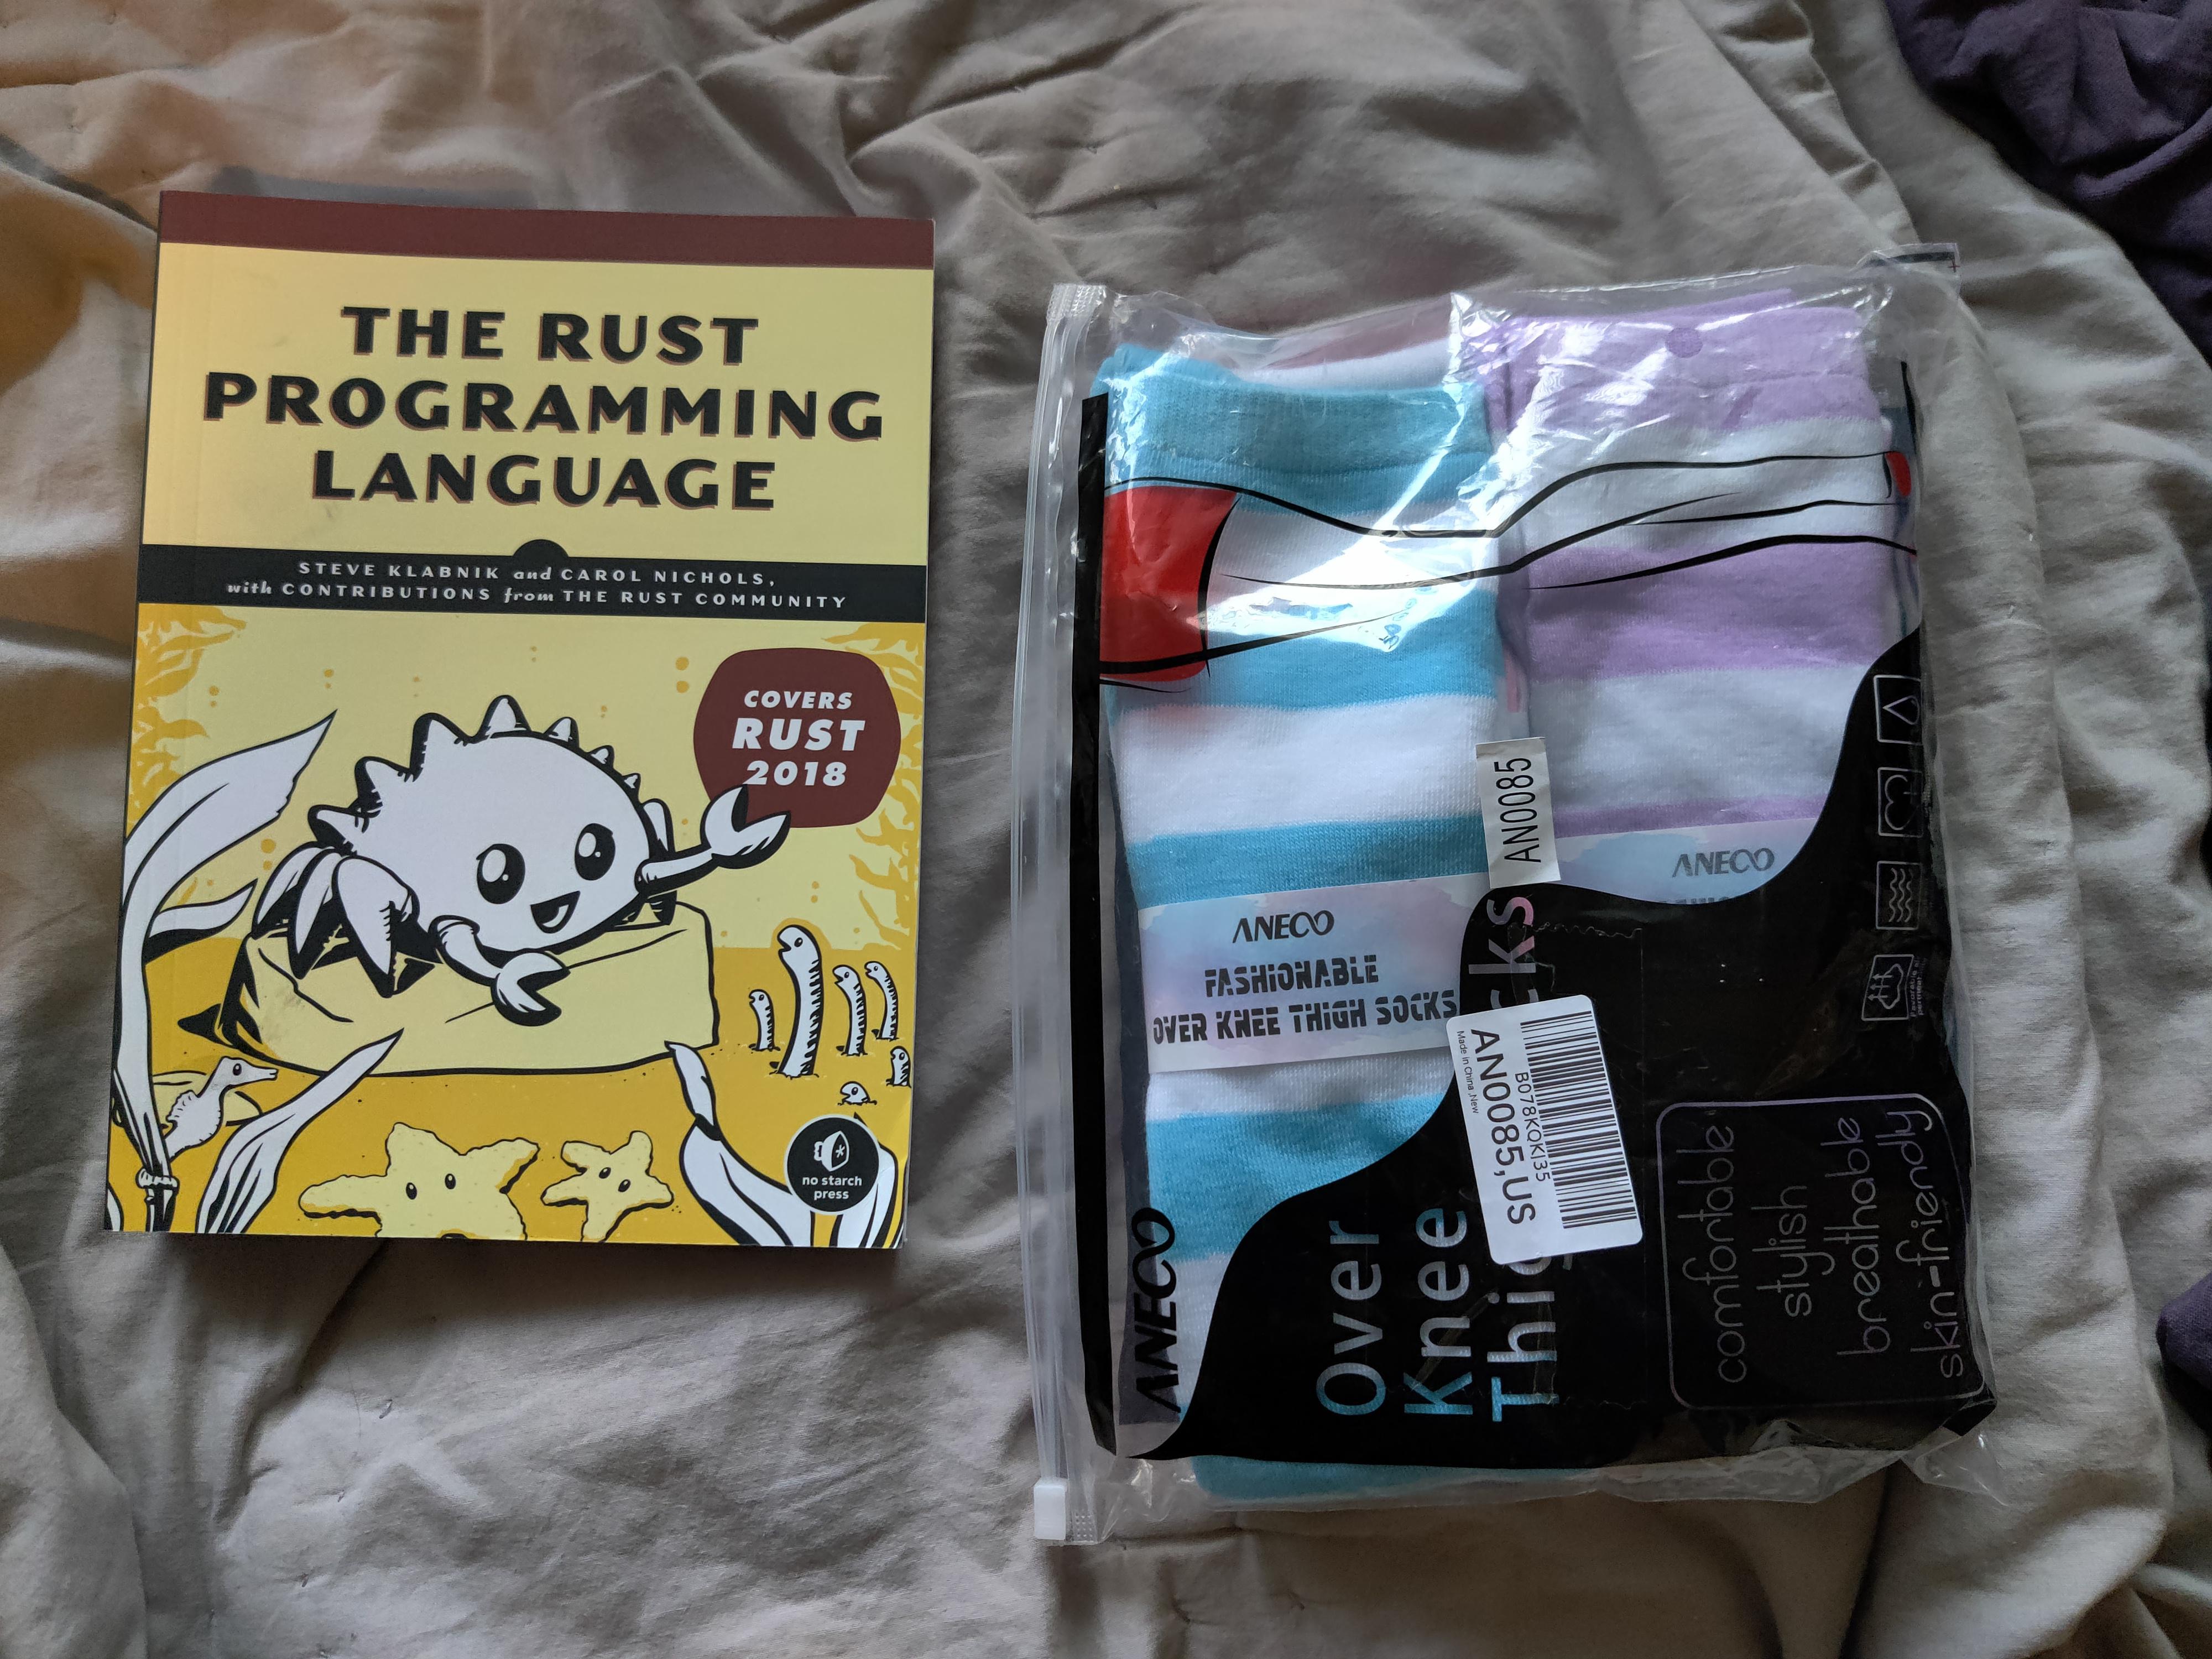 THE RUST
PROGRAMMING
LANGUAGE
STEVE KLABNIK and CAROL NICHOLS,
with CONTRIBUTIONS from THE RUST COMMUNITY
COVERS
RUST
2018
no starch
press
ANECO
FASHIONABLE
OVER KNEE THIGH SOCKS
ANECO
AN0085
B078KQKJ35
AN0085,US
Made in China ,New
ANECO
Over
Knee
comfortable
stylish
breathable
skin-friendly